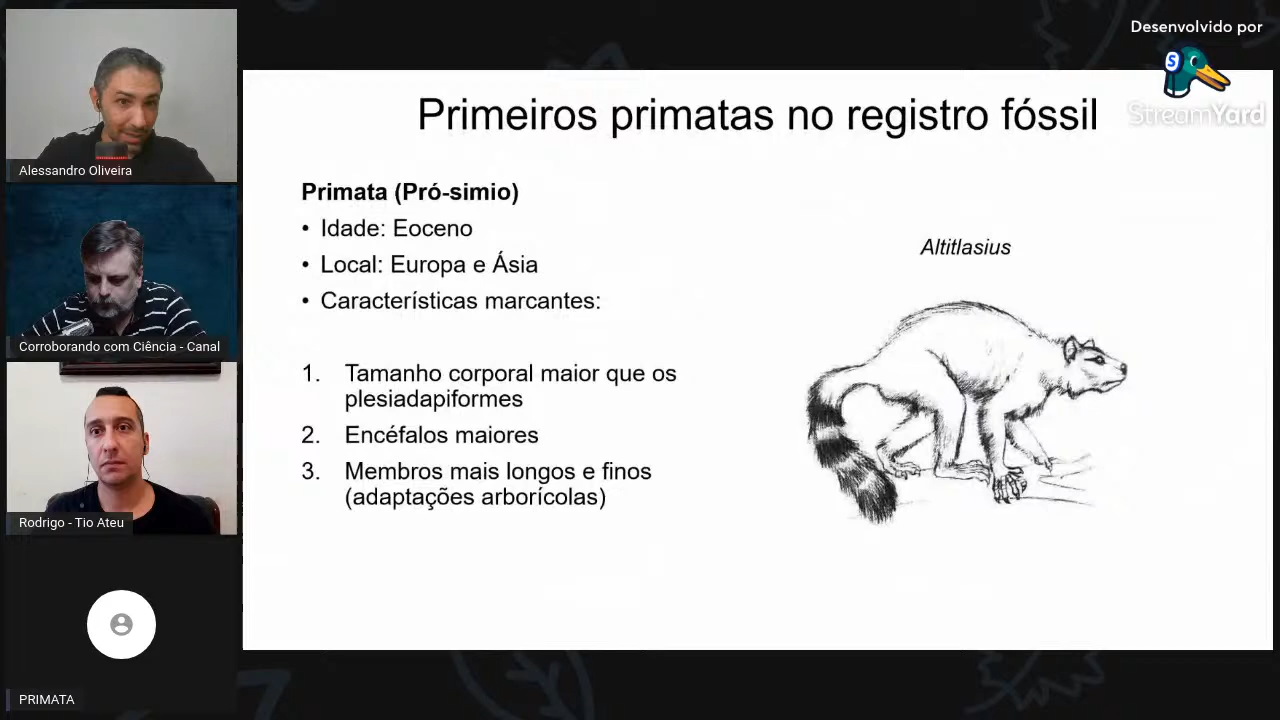 Desenvolvido por
StreamYard
Primeiros primatas no registro fóssil
Primata (Pró-simio)
• Idade: Eoceno
• Local: Europa e Ásia
• Características marcantes:
1. Tamanho corporal maior que os
plesiadapiformes
2. Encéfalos maiores
3. Membros mais longos e finos
(adaptações arborícolas)
Altitlasius
Alessandro Oliveira
Corroborando com Ciência - Canal
Rodrigo - Tio Ateu
PRIMATA